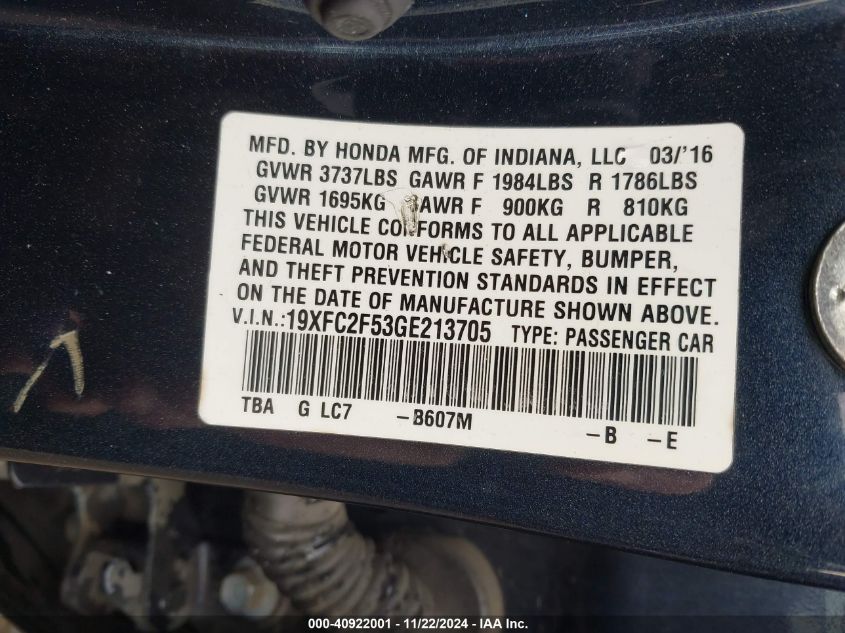 MFD. BY HONDA MFG. OF INDIANA, LLC 03/'16
GVWR 3737LBS GAWR F 1984LBS R 1786LBS
GVWR 1695KG GAWR F 900KG R 810KG
THIS VEHICLE CONFORMS TO ALL APPLICABLE
FEDERAL MOTOR VEHICLE SAFETY, BUMPER,
AND THEFT PREVENTION STANDARDS IN EFFECT
ON THE DATE OF MANUFACTURE SHOWN ABOVE.
V.I.N.:19XFC2F53GE213705 TYPE: PASSENGER CAR
TBA G LC7 -B607M -B -E
000-40922001 - 11/22/2024 - IAA Inc.